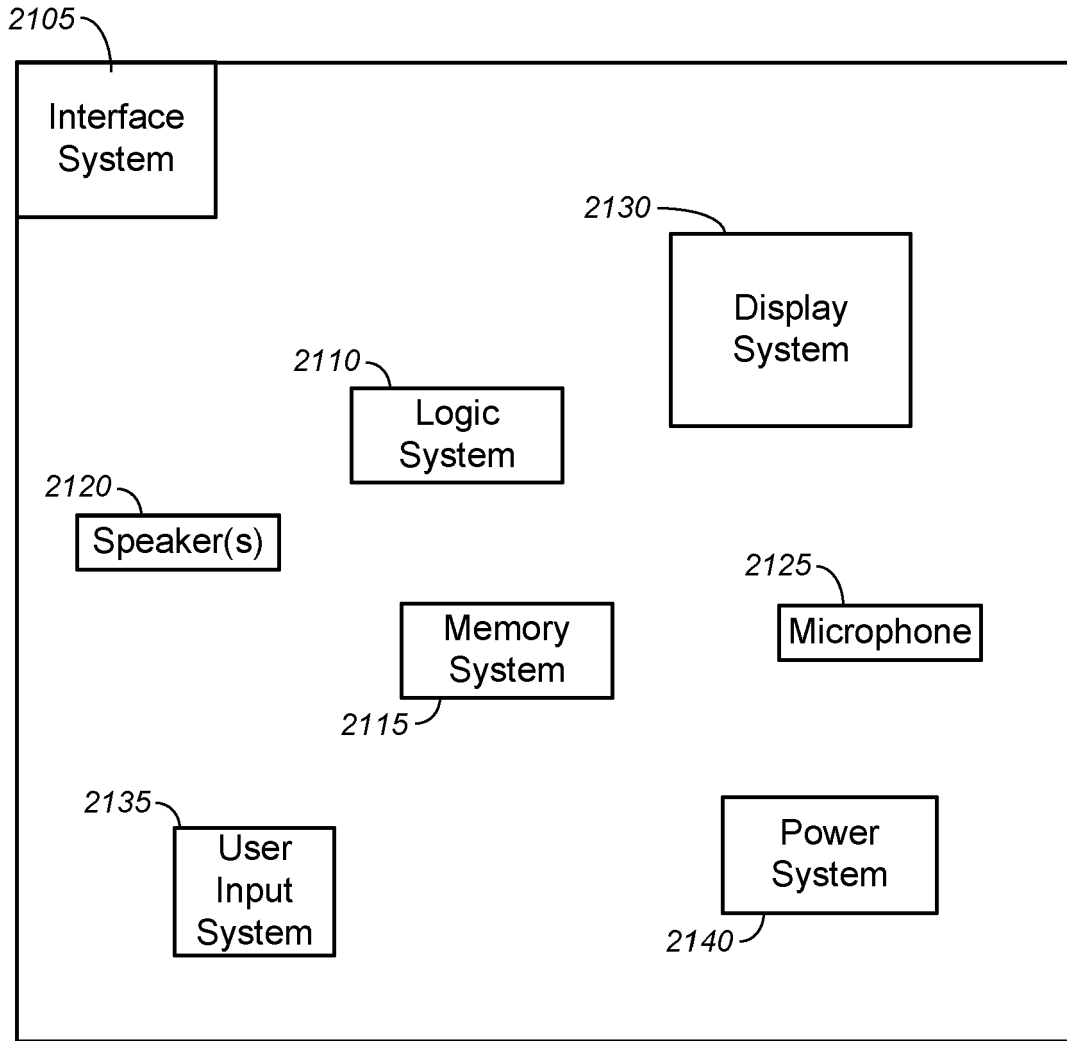 2105
Interface
System
2130
Display
System
2110
Logic
System
2120
Speaker(s)
2125
Microphone
Memory
System
2115
2135
User
Input
System
Power
System
2140